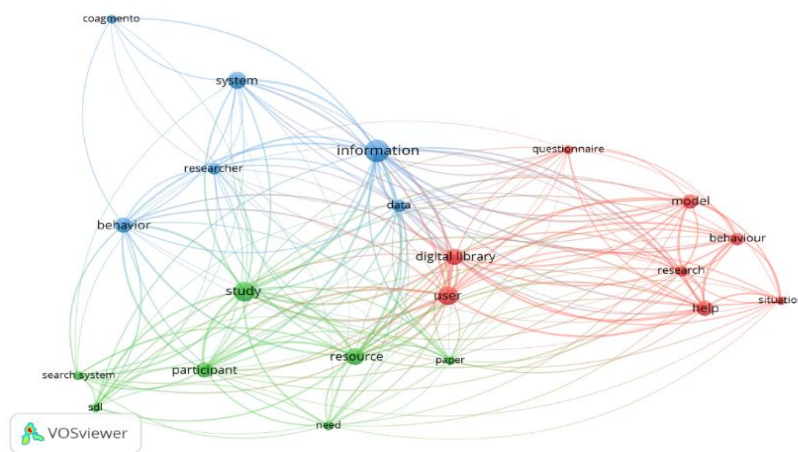 coagmento
system
information
questionnaire
researcher
model
data
behavior
behaviour
digital library
research
study
user
situation
help
resource
paper
participant
search system
sdl
need
VOSviewer